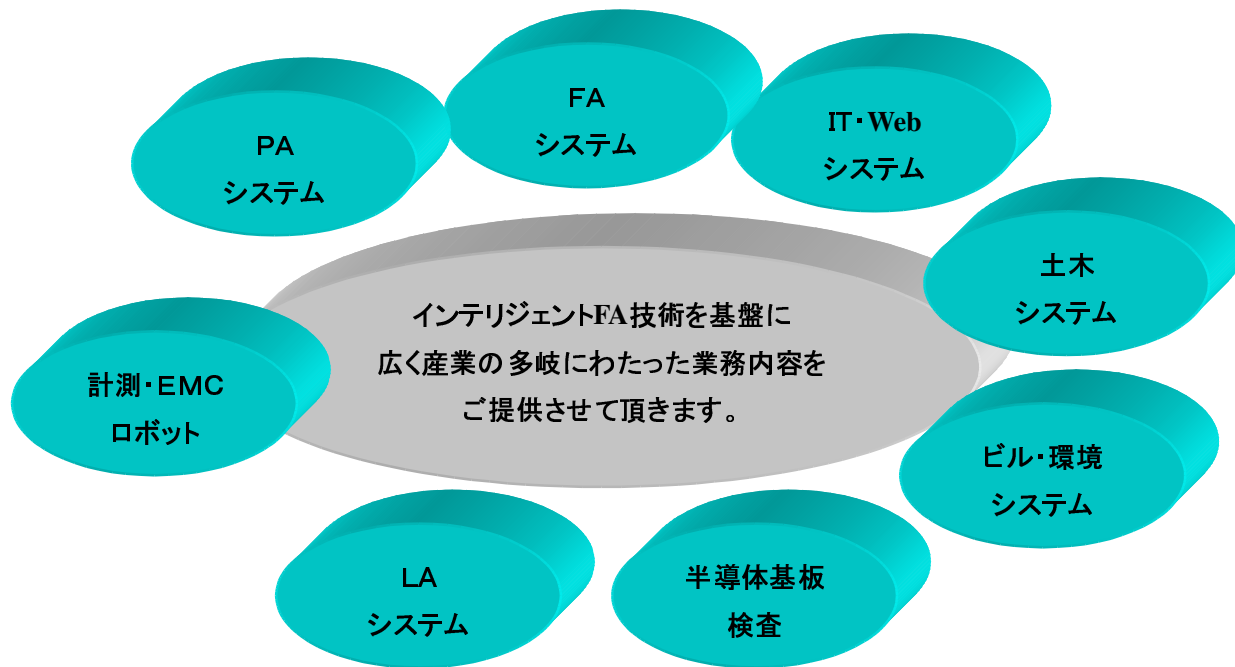 FA
システム
IT・Web
システム
PA
システム
土木
システム
インテリジェントFA技術を基盤に
広く産業の多岐にわたった業務内容を
ご提供させて頂きます。
計測・EMC
ロボット
ビル・環境
システム
LA
システム
半導体基板
検査